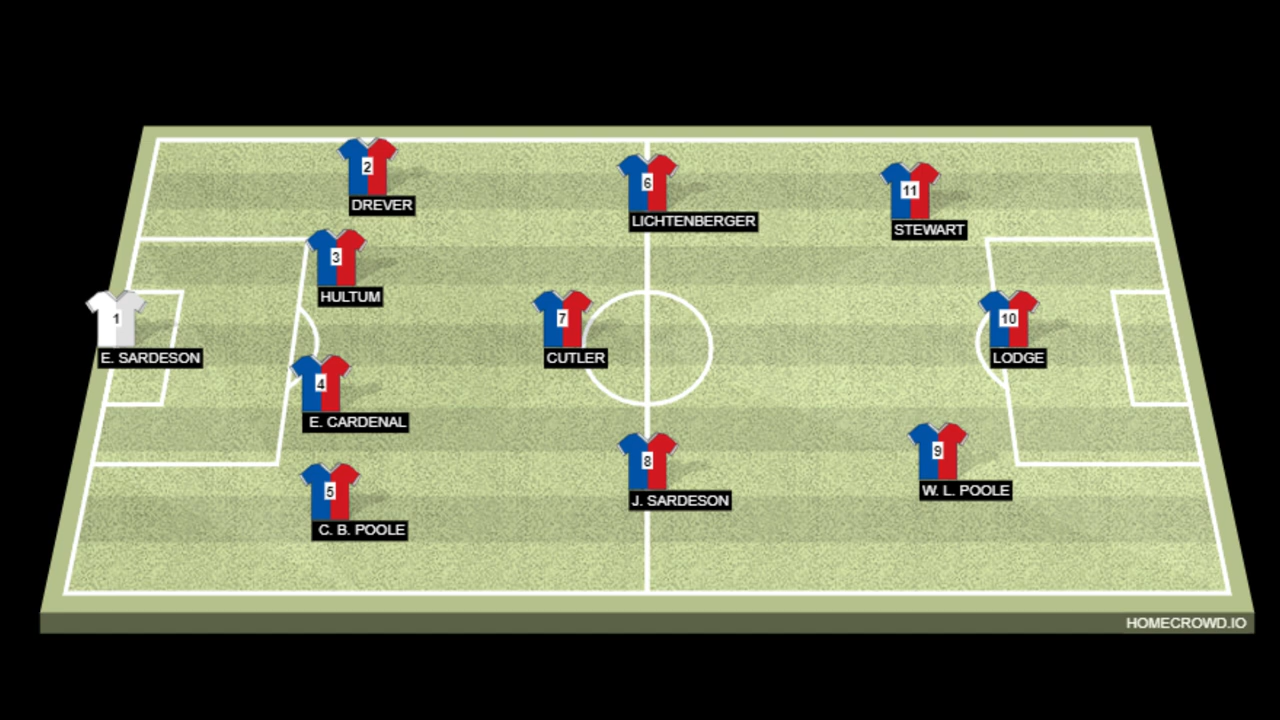 2
DREVER
6
LICHTENBERGER
11
STEWART
3
HULTUM
1
E. SARDESON
7
CUTLER
10
LODGE
4
E. CARDENAL
9
W. L. POOLE
8
J. SARDESON
5
C. B. POOLE
HOMECROWD.IO